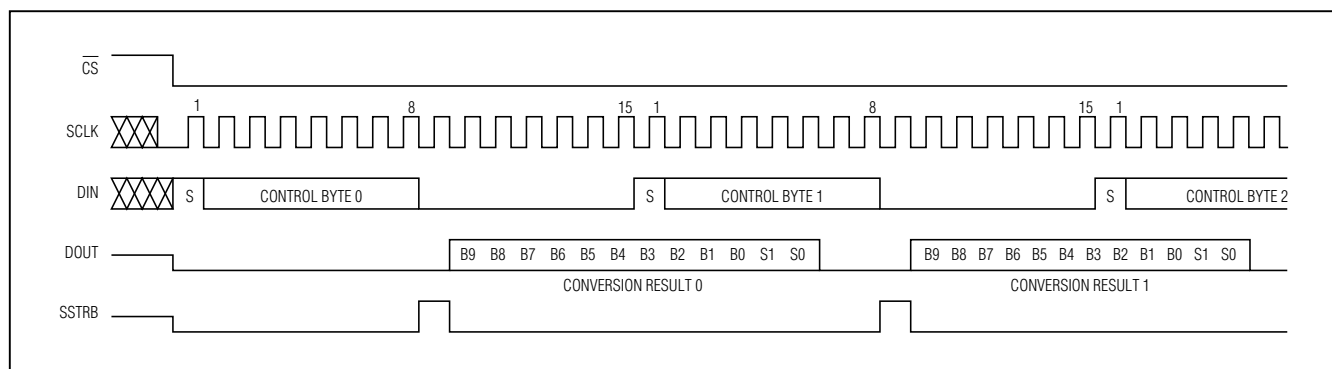 CS
SCLK 1 8 15 1 8 15 1
DIN S CONTROL BYTE 0 S CONTROL BYTE 1 S CONTROL BYTE 2
DOUT B9 B8 B7 B6 B5 B4 B3 B2 B1 B0 S1 S0 B9 B8 B7 B6 B5 B4 B3 B2 B1 B0 S1 S0
CONVERSION RESULT 0 CONVERSION RESULT 1
SSTRB